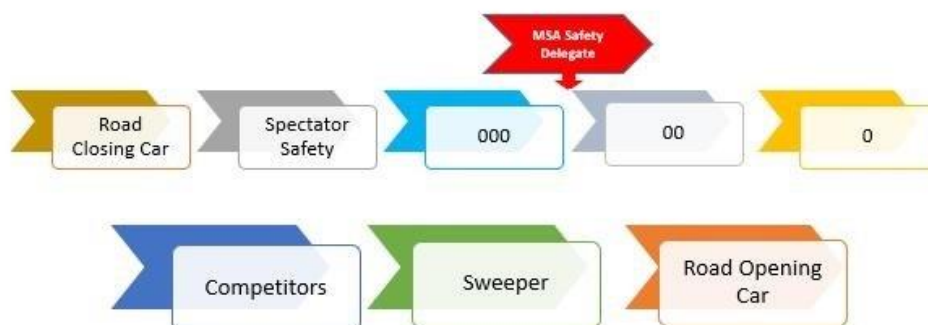 MSA Safety
Delegate
Road
Closing Car
Spectator
Safety
000
00
0
Competitors
Sweeper
Road Opening
Car